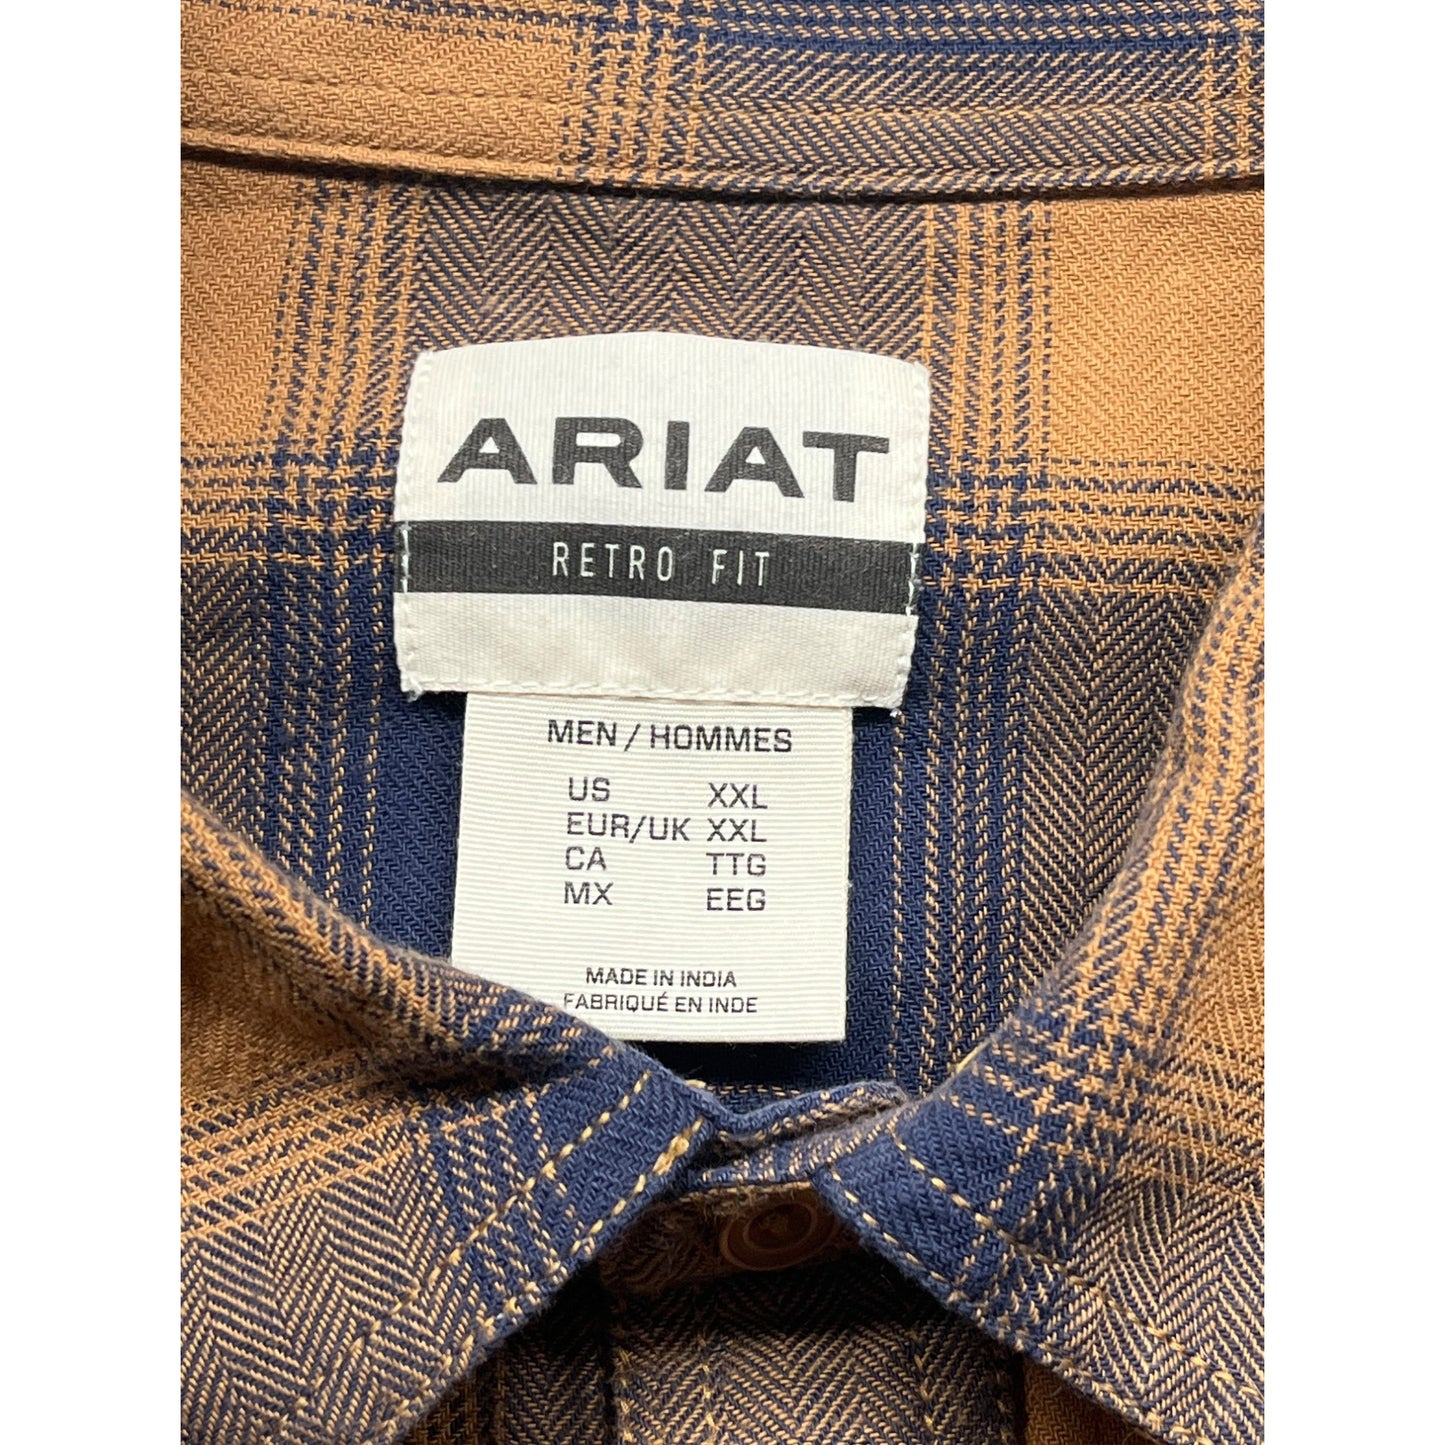 ARIAT
RETRO FIT
MEN / HOMMES
US XXL
EUR/UK XXL
CA TTG
MX EEG
MADE IN INDIA
FABRIQUÉ EN INDE